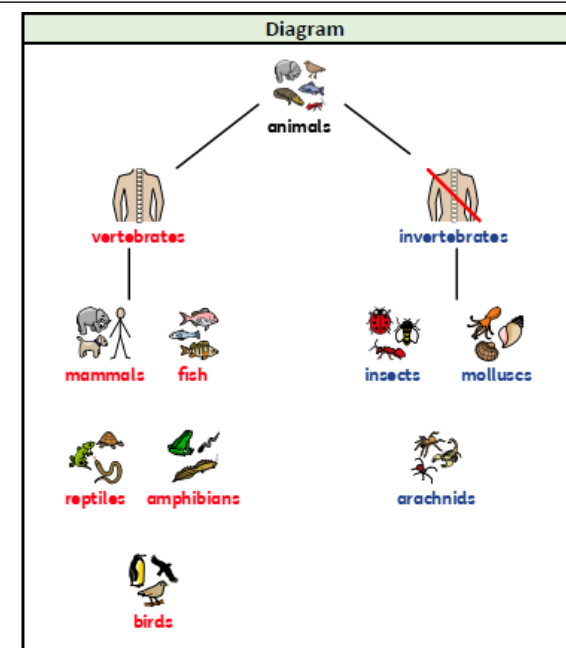 Diagram
animals
vertebrates
invertebrates
mammals
fish
insects
molluscs
reptiles
amphibians
arachnids
birds